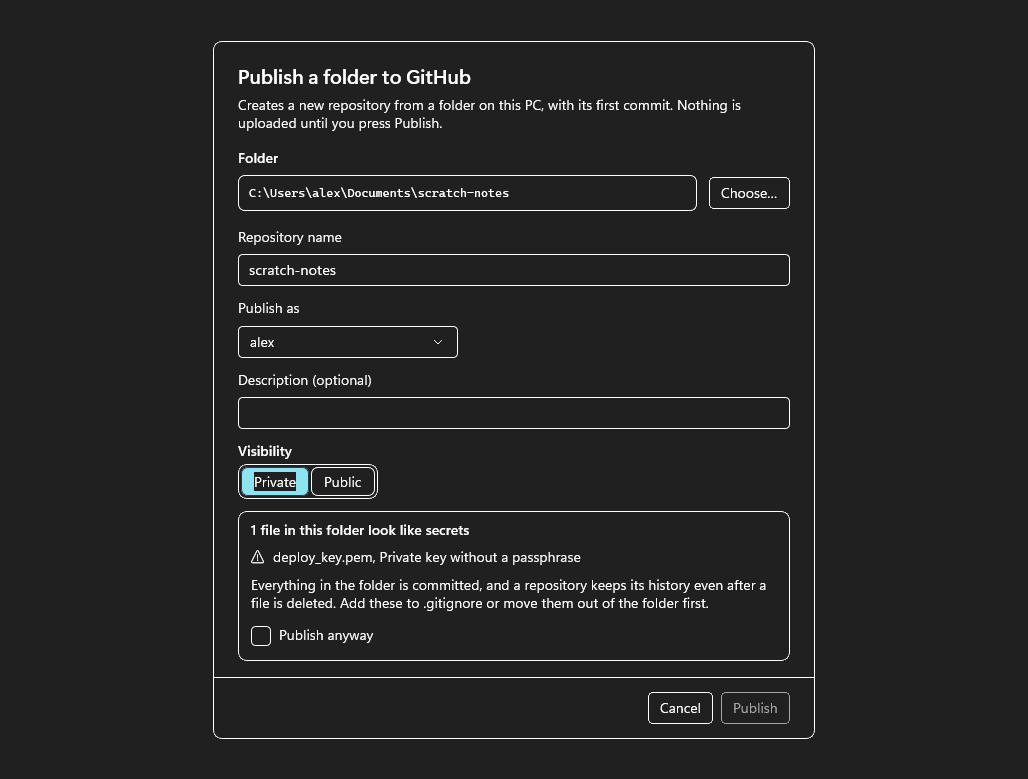 Publish a folder to GitHub
Creates a new repository from a folder on this PC, with its first commit. Nothing is
uploaded until you press Publish.
Folder
C:\Users\alex\Documents\scratch-notes
Choose...
Repository name
scratch-notes
Publish as
alex
Description (optional)
Visibility
Private
Public
1 file in this folder look like secrets
deploy_key.pem, Private key without a passphrase
Everything in the folder is committed, and a repository keeps its history even after a
file is deleted. Add these to .gitignore or move them out of the folder first.
Publish anyway
Cancel
Publish